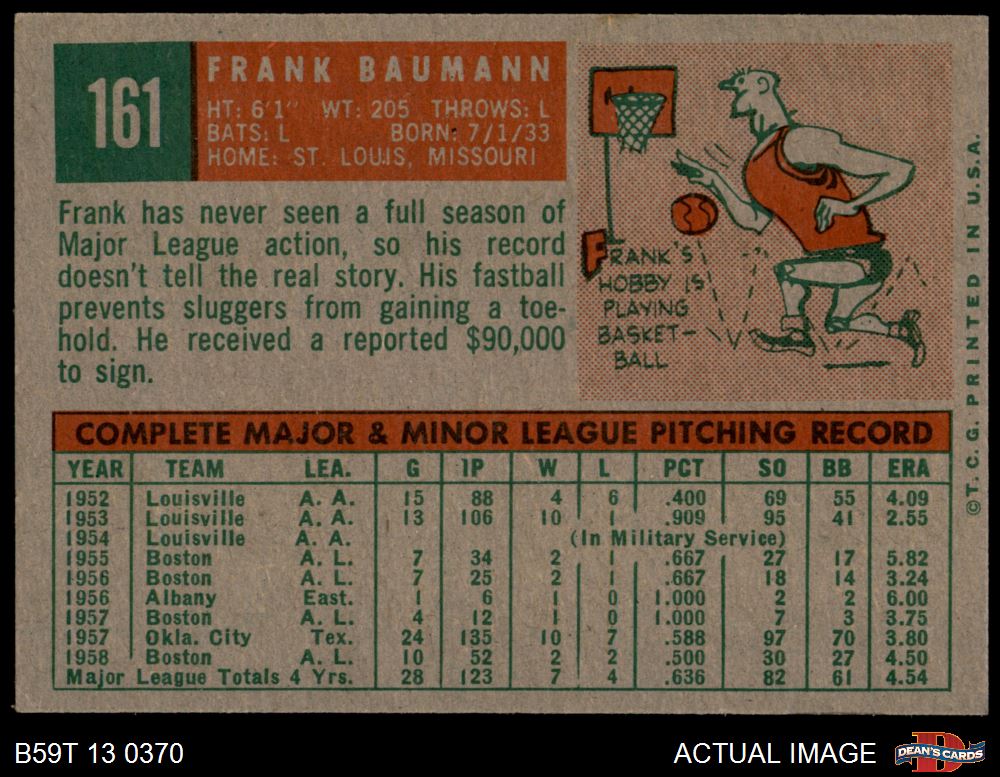 161
FRANK BAUMANN
HT: 6'1" WT: 205 THROWS: L
BATS: L BORN: 7/1/33
HOME: ST. LOUIS, MISSOURI
Frank has never seen a full season of
Major League action, so his record
doesn't tell the real story. His fastball
prevents sluggers from gaining a toe-
hold. He received a reported $90,000
to sign.
FRANK'S
HOBBY IS
PLAYING
BASKET-
BALL
©T. C. G. PRINTED IN U.S.A.
COMPLETE MAJOR & MINOR LEAGUE PITCHING RECORD
YEAR TEAM LEA. G IP W L PCT SO BB ERA
1952 Louisville A. A. 15 88 4 6 .400 69 55 4.09
1953 Louisville A. A. 13 106 10 1 .909 95 41 2.55
1954 Louisville A. A. (In Military Service)
1955 Boston A. L. 7 34 2 1 .667 27 17 5.82
1956 Boston A. L. 7 25 2 1 .667 18 14 3.24
1956 Albany East. 1 6 1 0 1.000 2 2 6.00
1957 Boston A. L. 4 12 1 0 1.000 7 3 3.75
1957 Okla. City Tex. 24 135 10 7 .588 97 70 3.80
1958 Boston A. L. 10 52 2 2 .500 30 27 4.50
Major League Totals 4 Yrs. 28 123 7 4 .636 82 61 4.54
B59T 13 0370 ACTUAL IMAGE
D
DEAN'S CARDS